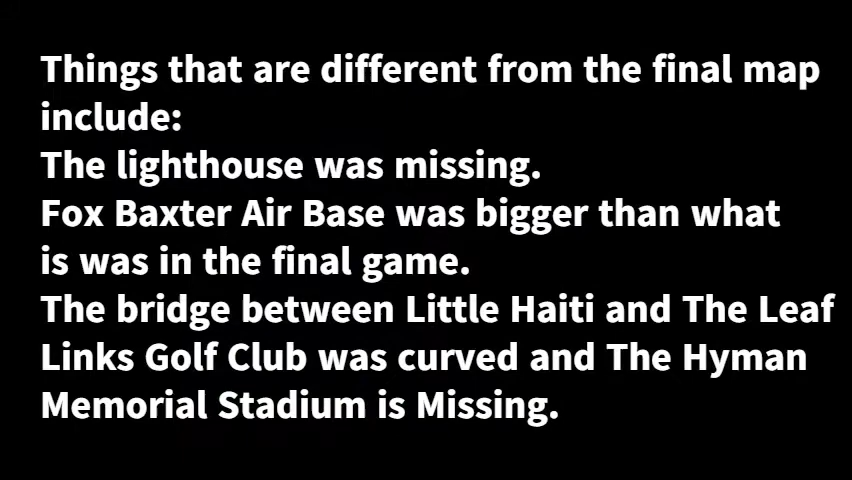 Things that are different from the final map
include:
The lighthouse was missing.
Fox Baxter Air Base was bigger than what
is was in the final game.
The bridge between Little Haiti and The Leaf
Links Golf Club was curved and The Hyman
Memorial Stadium is Missing.